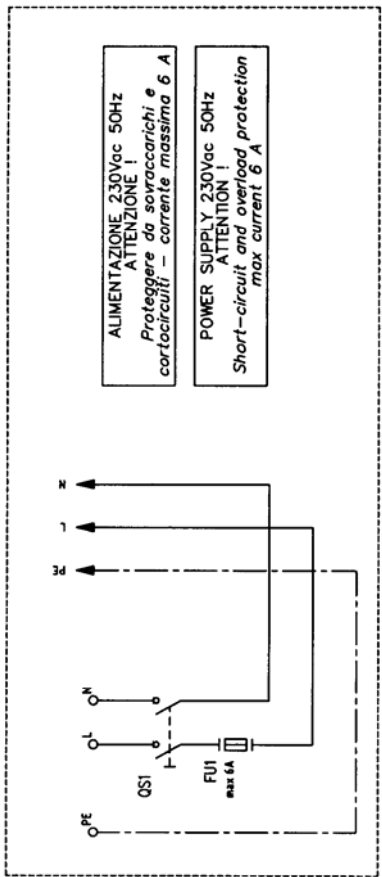 ALIMENTAZIONE 230Vac 50Hz
ATTENZIONE !
Proteggere da sovraccarichi e
cortocircuiti - corrente massima 6 A
POWER SUPPLY 230Vac 50Hz
ATTENTION !
Short-circuit and overload protection
max current 6 A
N
L
PE
N
L
PE
QS1
FU1
max 6A